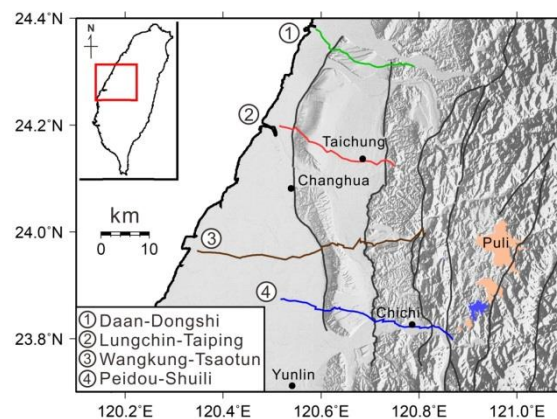 24.4°N
24.2°N
24.0°N
23.8°N
N
km
0 10
①
②
③
④
Taichung
Changhua
Puli
Chichi
Yunlin
① Daan-Dongshi
② Lungchin-Taiping
③ Wangkung-Tsaotun
④ Peidou-Shuili
120.2°E 120.4°E 120.6°E 120.8°E 121.0°E